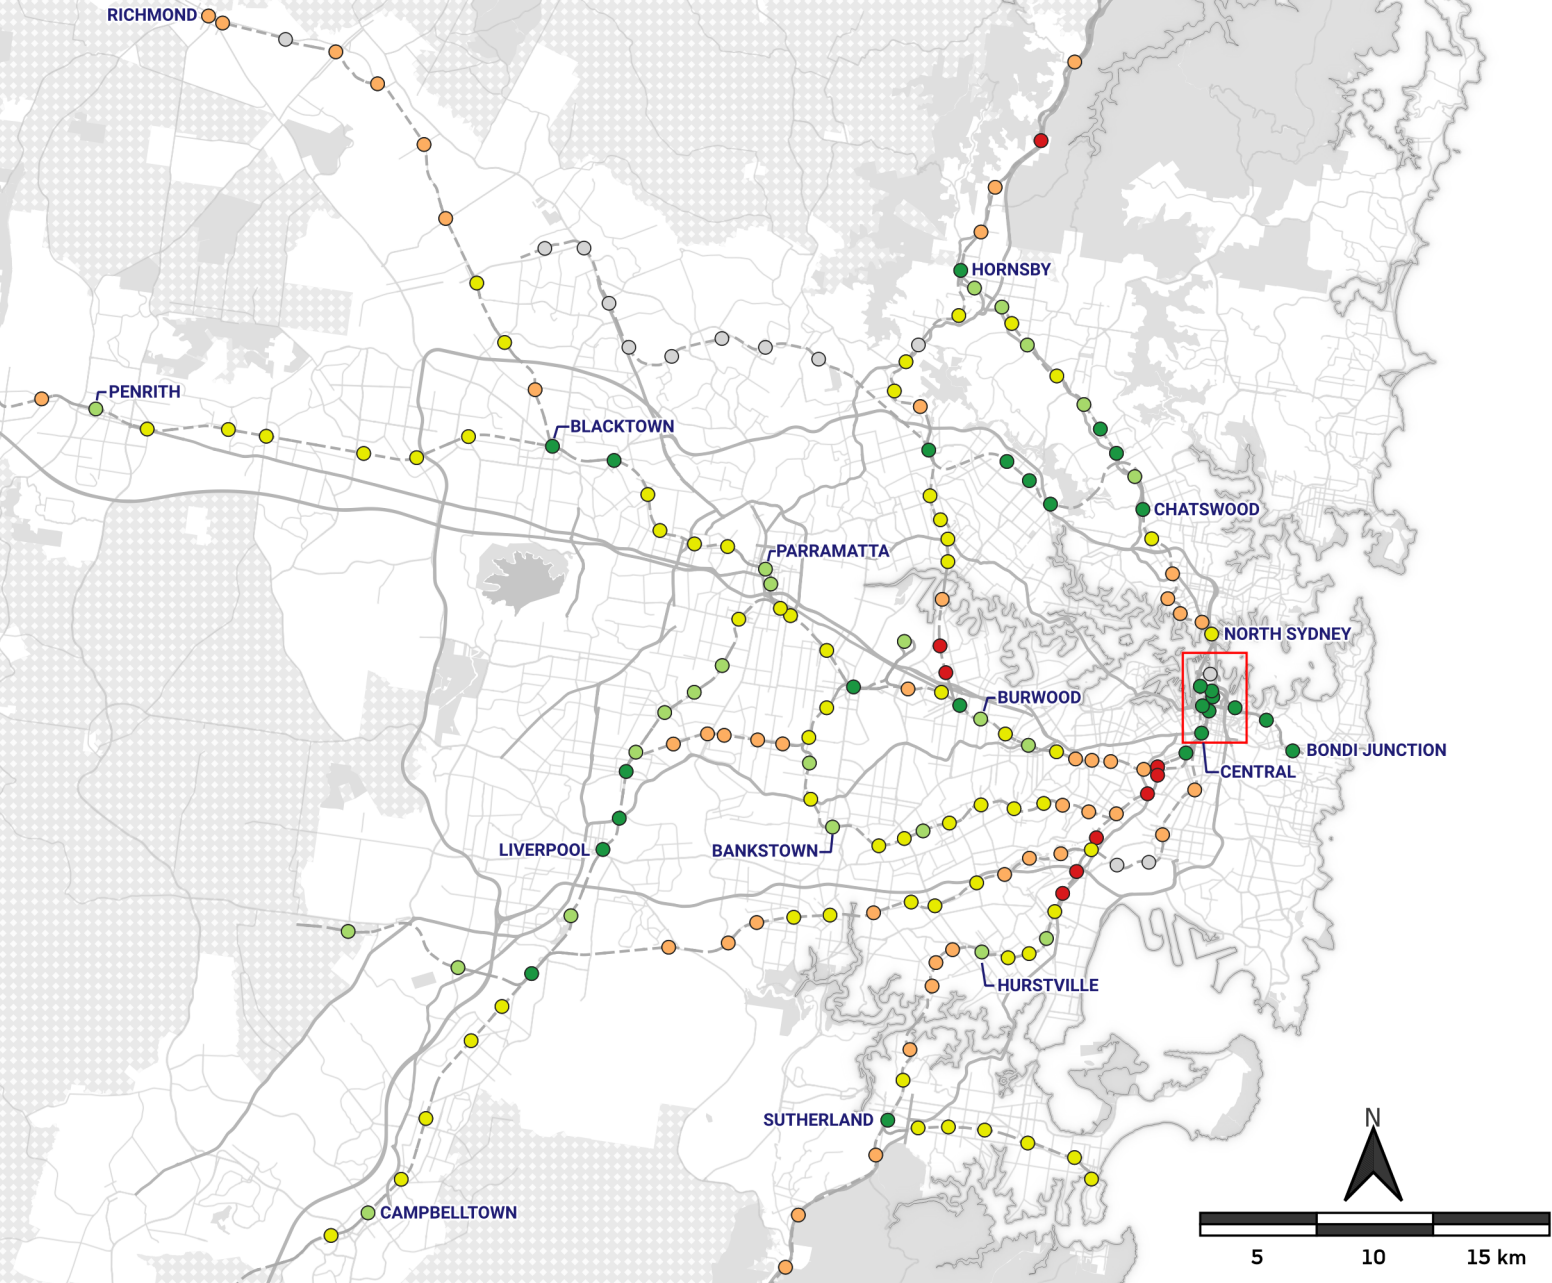 RICHMOND
HORNSBY
PENRITH
BLACKTOWN
CHATSWOOD
PARRAMATTA
NORTH SYDNEY
BURWOOD
BONDI JUNCTION
CENTRAL
LIVERPOOL
BANKSTOWN
HURSTVILLE
SUTHERLAND
N
CAMPBELLTOWN
5 10 15 km